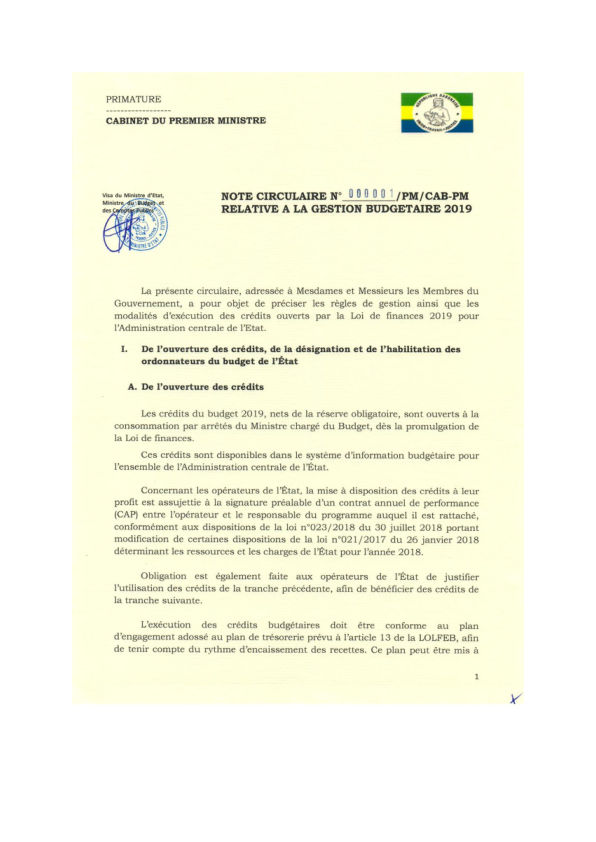 PRIMATURE
------------------
CABINET DU PREMIER MINISTRE
REPUBLIQUE GABONAISE
UNION-TRAVAIL-JUSTICE
Visa du Ministre d'Etat,
Ministre du Budget et
des Comptes Publics
MINISTRE D'ETAT
NOTE CIRCULAIRE N° 000001/PM/CAB-PM
RELATIVE A LA GESTION BUDGETAIRE 2019
La présente circulaire, adressée à Mesdames et Messieurs les Membres du
Gouvernement, a pour objet de préciser les règles de gestion ainsi que les
modalités d'exécution des crédits ouverts par la Loi de finances 2019 pour
l'Administration centrale de l'Etat.
I. De l'ouverture des crédits, de la désignation et de l'habilitation des
ordonnateurs du budget de l'État
A. De l'ouverture des crédits
Les crédits du budget 2019, nets de la réserve obligatoire, sont ouverts à la
consommation par arrêtés du Ministre chargé du Budget, dès la promulgation de
la Loi de finances.
Ces crédits sont disponibles dans le système d'information budgétaire pour
l'ensemble de l'Administration centrale de l'État.
Concernant les opérateurs de l'État, la mise à disposition des crédits à leur
profit est assujettie à la signature préalable d'un contrat annuel de performance
(CAP) entre l'opérateur et le responsable du programme auquel il est rattaché,
conformément aux dispositions de la loi n°023/2018 du 30 juillet 2018 portant
modification de certaines dispositions de la loi n°021/2017 du 26 janvier 2018
déterminant les ressources et les charges de l'État pour l'année 2018.
Obligation est également faite aux opérateurs de l'État de justifier
l'utilisation des crédits de la tranche précédente, afin de bénéficier des crédits de
la tranche suivante.
L'exécution des crédits budgétaires doit être conforme au plan
d'engagement adossé au plan de trésorerie prévu à l'article 13 de la LOLFEB, afin
de tenir compte du rythme d'encaissement des recettes. Ce plan peut être mis à
1